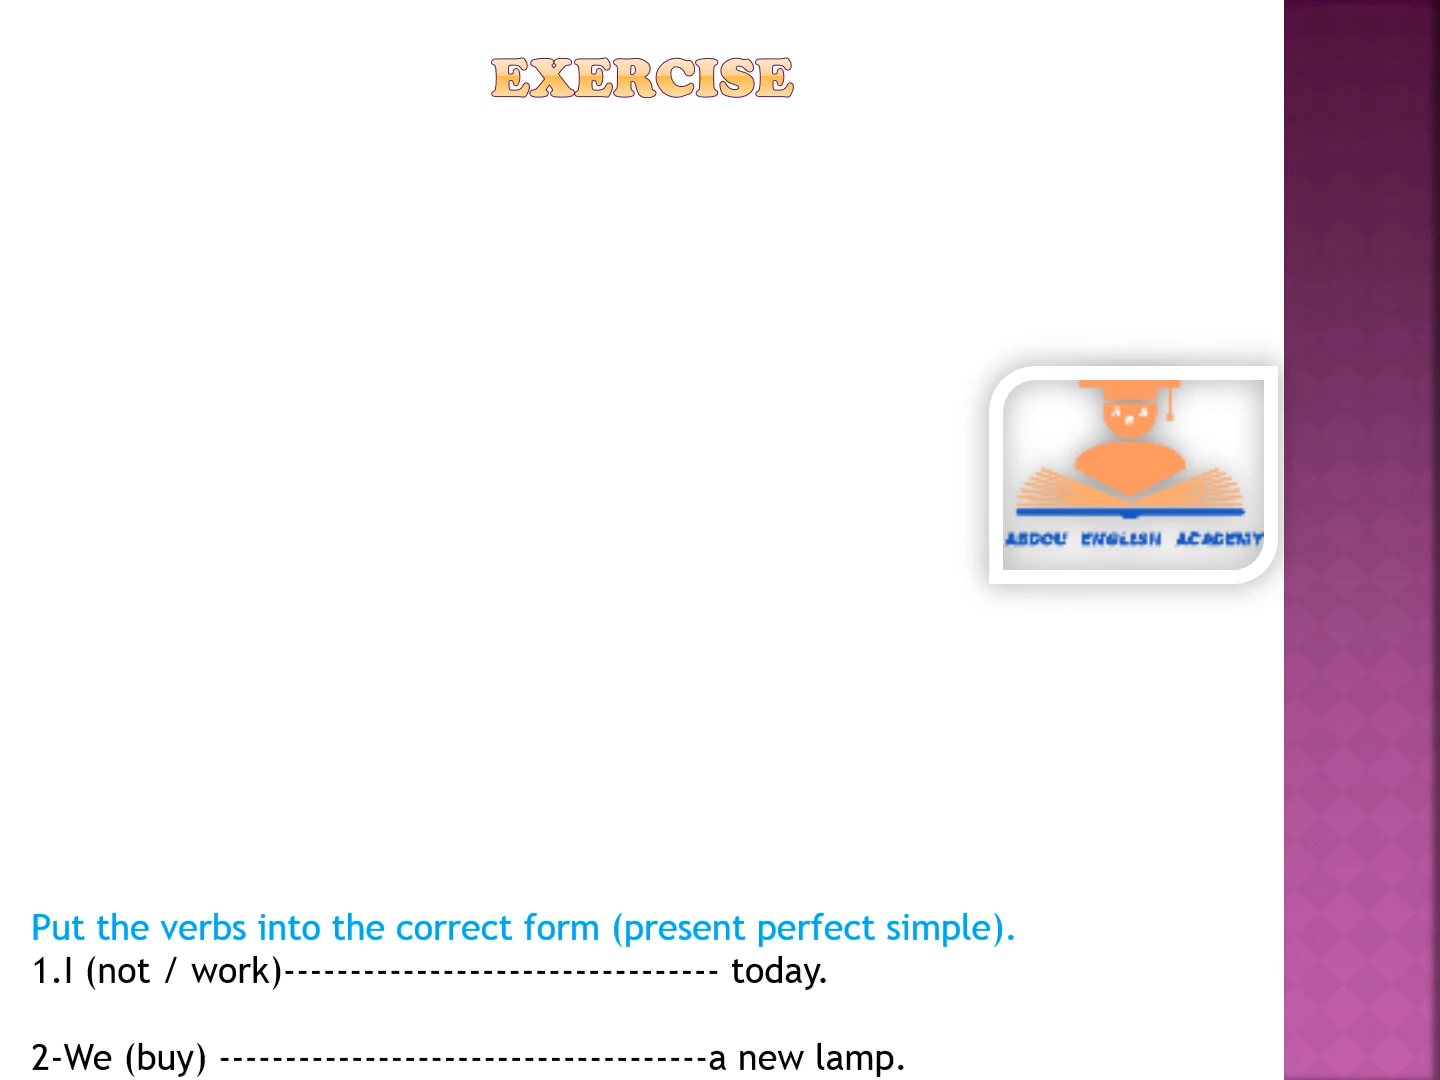 EXERCISE
ABDOU ENGLISH ACADEMY
Put the verbs into the correct form (present perfect simple).
1.I (not / work)--------------------------------- today.
2-We (buy) -------------------------------------a new lamp.